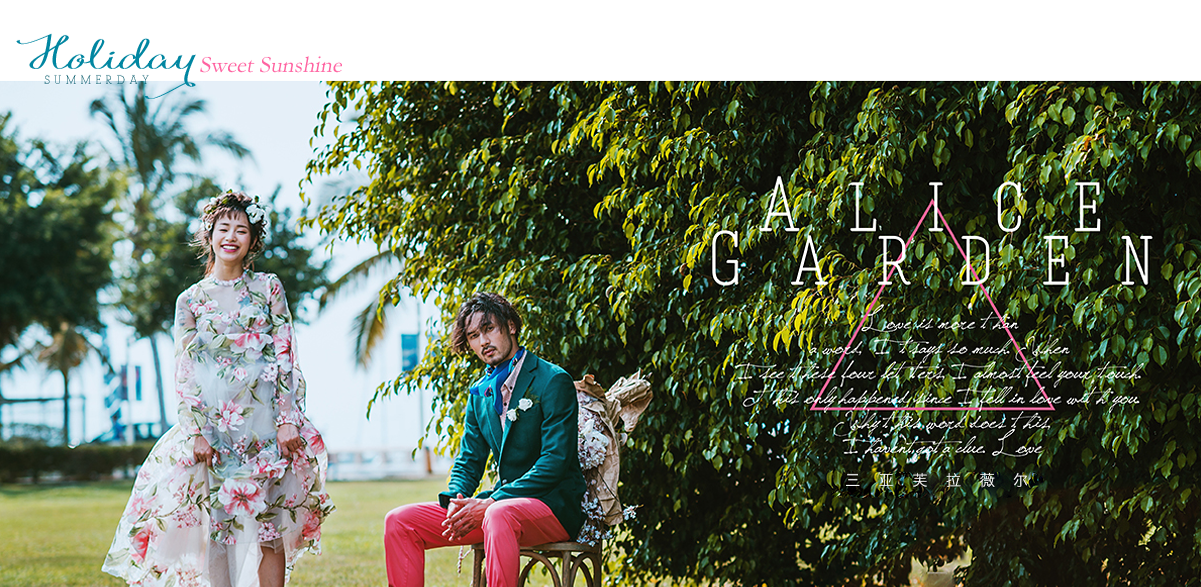 Holiday
Sweet Sunshine
SUMMERDAY
ALICE
GARDEN
Love is more than
a word, It says so much. When
I see these four letters. I almost feel your touch.
This only happened since I fell in love with you.
Why this word does this,
I havent got a clue. Love
三亚芙拉薇尔